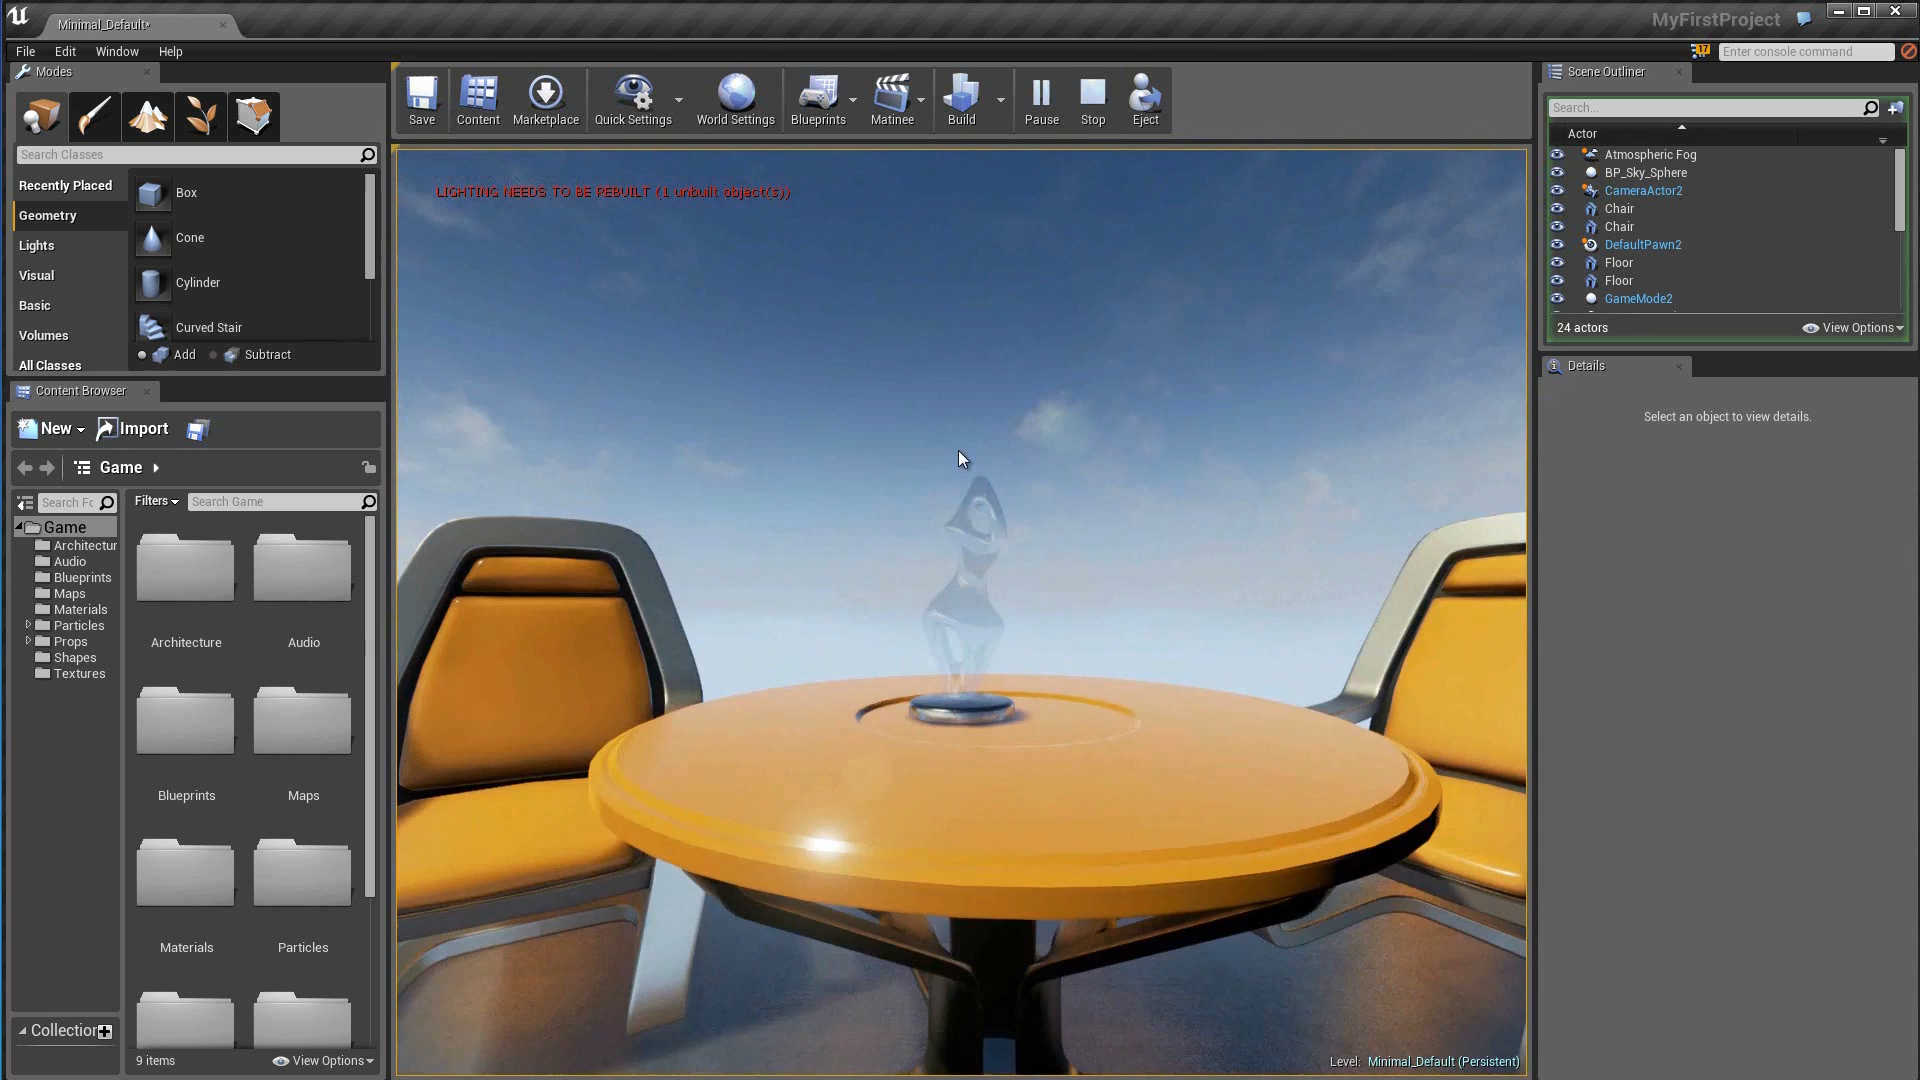 Minimal_Default*
MyFirstProject
File Edit Window Help
17
Enter console command
Modes
Search Classes
Recently Placed
Geometry
Lights
Visual
Basic
Volumes
All Classes
Box
Cone
Cylinder
Curved Stair
Add Subtract
Content Browser
New Import
Game
Search Fo
Filters Search Game
Game
Architectur
Audio
Blueprints
Maps
Materials
Particles
Props
Shapes
Textures
Architecture Audio
Blueprints Maps
Materials Particles
Collection
9 items View Options
Save Content Marketplace Quick Settings World Settings Blueprints Matinee Build Pause Stop Eject
LIGHTING NEEDS TO BE REBUILT (1 unbuilt object(s))
Level: Minimal_Default (Persistent)
Scene Outliner
Search...
Actor
Atmospheric Fog
BP_Sky_Sphere
CameraActor2
Chair
Chair
DefaultPawn2
Floor
Floor
GameMode2
24 actors View Options
Details
Select an object to view details.